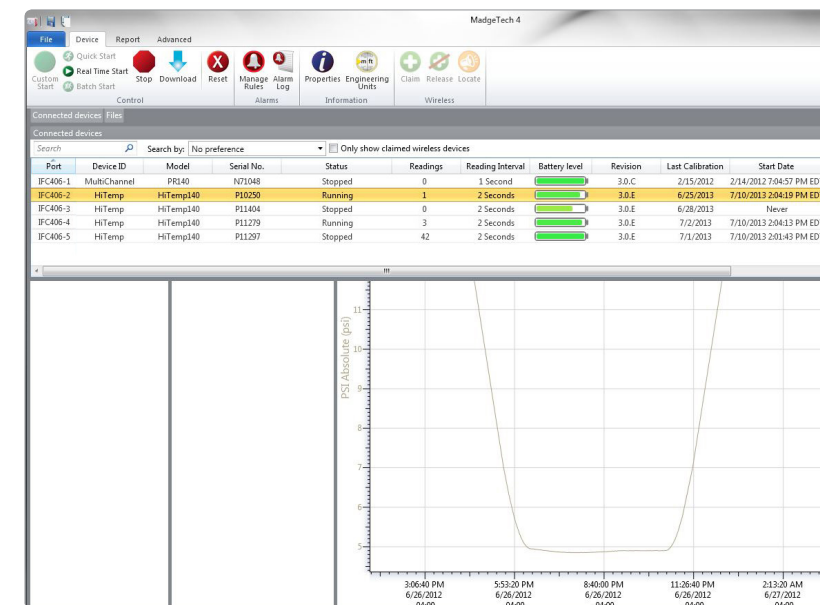 MadgeTech 4
File Device Report Advanced
Custom Start
Quick Start
Real Time Start
Batch Start
Stop Download Reset Manage Rules Alarm Log Properties Engineering Units Claim Release Locate
Control Alarms Information Wireless
Connected devices Files
Connected devices
Search Search by: No preference Only show claimed wireless devices
Port Device ID Model Serial No. Status Readings Reading Interval Battery level Revision Last Calibration Start Date
IFC406-1 MultiChannel PR140 N71048 Stopped 0 1 Second 3.0.C 2/15/2012 2/14/2012 7:04:57 PM ED
IFC406-2 HiTemp HiTemp140 P10250 Running 1 2 Seconds 3.0.E 6/25/2013 7/10/2013 2:04:19 PM ED
IFC406-3 HiTemp HiTemp140 P11404 Stopped 0 2 Seconds 3.0.E 6/28/2013 Never
IFC406-4 HiTemp HiTemp140 P11279 Running 3 2 Seconds 3.0.E 7/2/2013 7/10/2013 2:04:13 PM ED
IFC406-5 HiTemp HiTemp140 P11297 Stopped 42 2 Seconds 3.0.E 7/1/2013 7/10/2013 2:01:43 PM ED
PSI Absolute (psi)
11
10
9
8
7
6
5
3:06:40 PM 5:53:20 PM 8:40:00 PM 11:26:40 PM 2:13:20 AM
6/26/2012 6/26/2012 6/26/2012 6/26/2012 6/27/2012